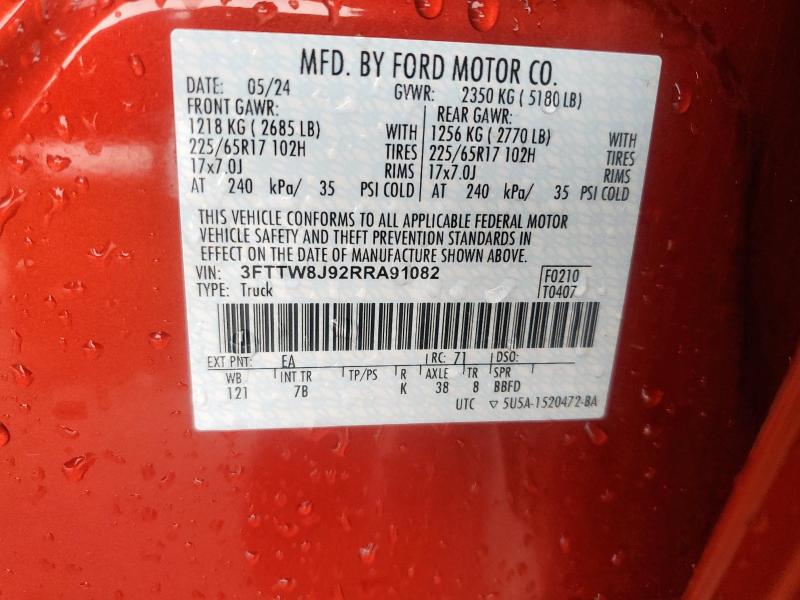 MFD. BY FORD MOTOR CO.
DATE: 05/24 GVWR: 2350 KG ( 5180 LB)
FRONT GAWR: REAR GAWR:
1218 KG ( 2685 LB) WITH 1256 KG ( 2770 LB) WITH
225/65R17 102H TIRES 225/65R17 102H TIRES
17x7.0J RIMS 17x7.0J RIMS
AT 240 kPa/ 35 PSI COLD AT 240 kPa/ 35 PSI COLD
THIS VEHICLE CONFORMS TO ALL APPLICABLE FEDERAL MOTOR
VEHICLE SAFETY AND THEFT PREVENTION STANDARDS IN
EFFECT ON THE DATE OF MANUFACTURE SHOWN ABOVE.
VIN: 3FTTW8J92RRA91082 F0210
TYPE: Truck T0407
EXT PNT: EA RC: 71 DSO:
WB INT TR TP/PS R AXLE TR SPR
121 7B K 38 8 BBFD
UTC ▽ 5U5A-1520472-BA